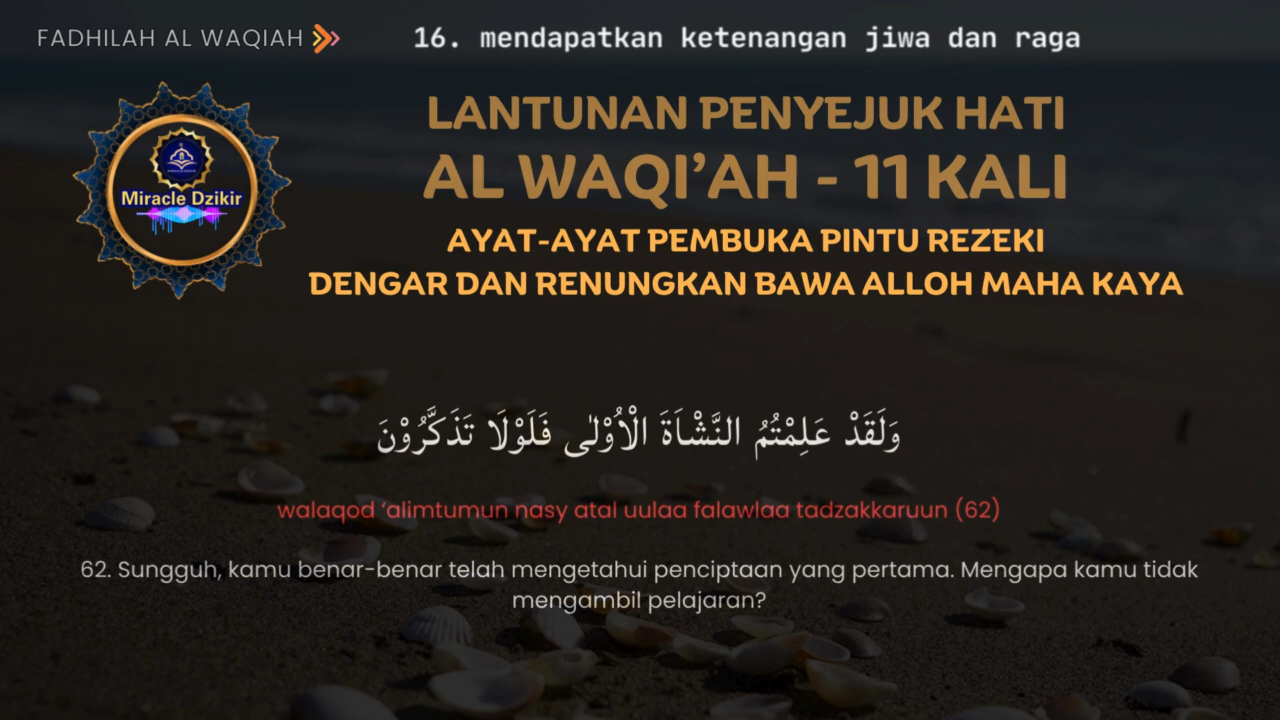 FADHILAH AL WAQIAH
16. mendapatkan ketenangan jiwa dan raga
LANTUNAN PENYEJUK HATI
AL WAQI’AH - 11 KALI
AYAT-AYAT PEMBUKA PINTU REZEKI
DENGAR DAN RENUNGKAN BAWA ALLOH MAHA KAYA
Miracle Dzikir
وَلَقَدْ عَلِمْتُمُ النَّشْاَةَ الْاُوْلٰى فَلَوْلَا تَذَكَّرُوْنَ
walaqod ‘alimtumun nasy atal uulaa falawlaa tadzakkaruun (62)
62. Sungguh, kamu benar-benar telah mengetahui penciptaan yang pertama. Mengapa kamu tidak
mengambil pelajaran?